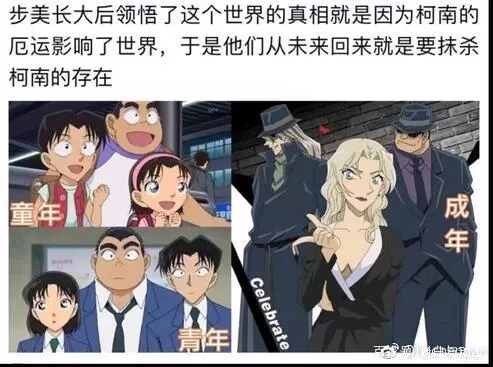 步美长大后领悟了这个世界的真相就是因为柯南的
厄运影响了世界，于是他们从未来回来就是要抹杀
柯南的存在
童年
青年
成年
Celebrate